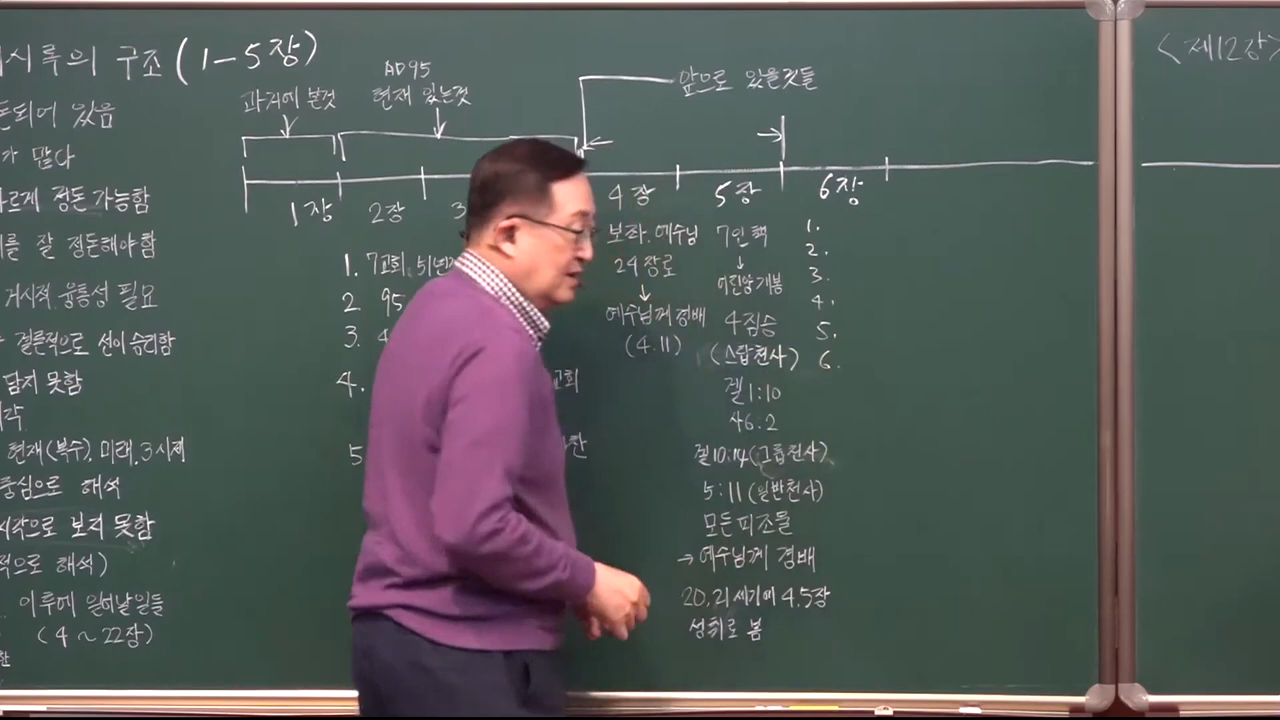 시록의 구조 (1-5장)
돈되어 있음
가 많다
르게 정돈 가능함
를 잘 정돈해야 함
거시적, 융통성 필요
결론적으로 선이 승리함
담지 못함
각
현재(복수), 미래, 3시제
중심으로 해석
시각으로 보지 못함
적으로 해석)
이후에 일어날 일들
(4~22장)
과거에 본것
AD95
현재 있는것
앞으로 있을것들
1장
2장
3
4장
5장
6장
1. 7교회,
2 95
3. 4
4.
교회
5
보좌. 예수님
24장로
↓
예수님께 경배
(4.11)
7인 책
↓
어린양 개봉
4짐승
(스랍천사)
겔1:10
사6.2
겔10:14(그룹천사)
5:11(일반천사)
모든피조물
→예수님께 경배
20,21세기에 4.5장
성취로 봄
1.
2.
3.
4.
5.
6.
<제12장>